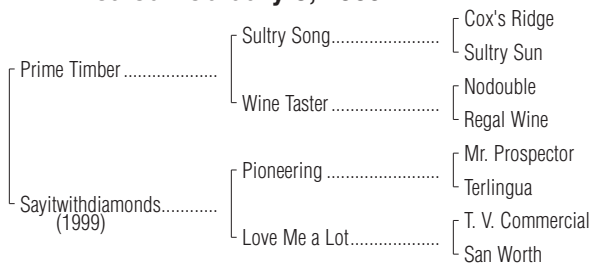 Cox's Ridge
Sultry Song
Sultry Sun
Prime Timber
Nodouble
Wine Taster
Regal Wine
Mr. Prospector
Pioneering
Terlingua
Sayitwithdiamonds
(1999)
T. V. Commercial
Love Me a Lot
San Worth